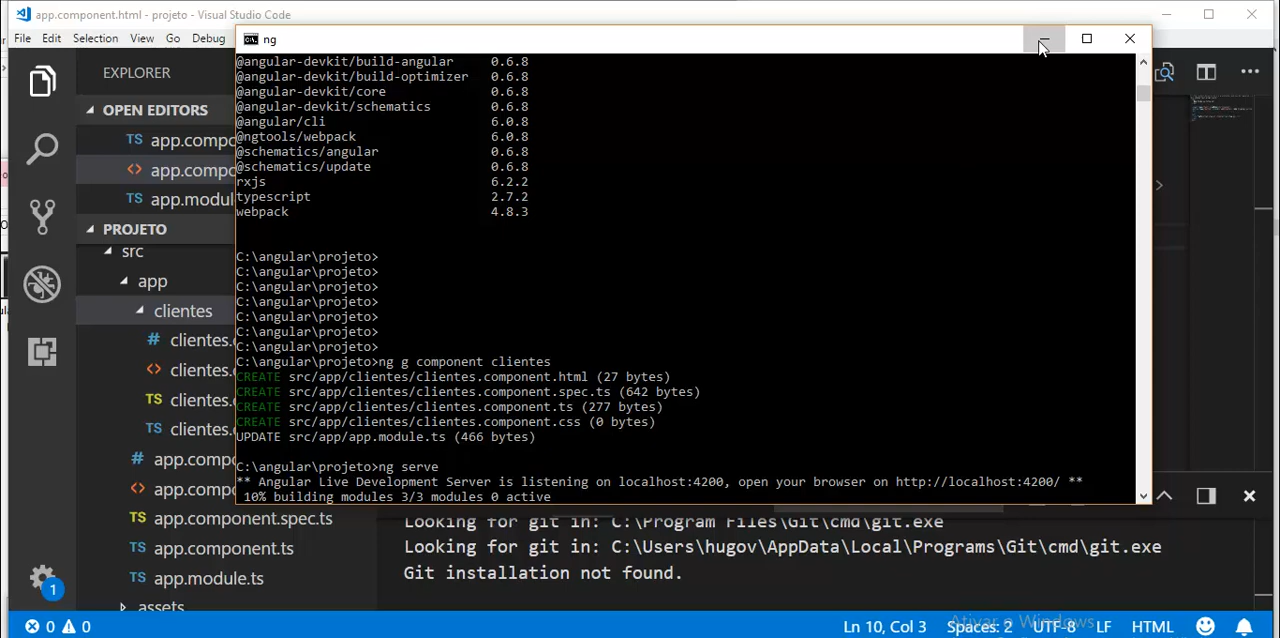 app.component.html - projeto - Visual Studio Code
File Edit Selection View Go Debug
ng
EXPLORER
OPEN EDITORS
TS app.compo
<> app.compo
TS app.modul
PROJETO
src
app
clientes
# clientes.
<> clientes.
TS clientes.
TS clientes.
# app.compo
<> app.compo
TS app.component.spec.ts
TS app.component.ts
TS app.module.ts
assets
@angular-devkit/build-angular 0.6.8
@angular-devkit/build-optimizer 0.6.8
@angular-devkit/core 0.6.8
@angular-devkit/schematics 0.6.8
@angular/cli 6.0.8
@ngtools/webpack 6.0.8
@schematics/angular 0.6.8
@schematics/update 0.6.8
rxjs 6.2.2
typescript 2.7.2
webpack 4.8.3
C:\angular\projeto>
C:\angular\projeto>
C:\angular\projeto>
C:\angular\projeto>
C:\angular\projeto>
C:\angular\projeto>
C:\angular\projeto>
C:\angular\projeto>ng g component clientes
CREATE src/app/clientes/clientes.component.html (27 bytes)
CREATE src/app/clientes/clientes.component.spec.ts (642 bytes)
CREATE src/app/clientes/clientes.component.ts (277 bytes)
CREATE src/app/clientes/clientes.component.css (0 bytes)
UPDATE src/app/app.module.ts (466 bytes)
C:\angular\projeto>ng serve
** Angular Live Development Server is listening on localhost:4200, open your browser on http://localhost:4200/ **
10% building modules 3/3 modules 0 active
Looking for git in: C:\Program Files\Git\cmd\git.exe
Looking for git in: C:\Users\hugov\AppData\Local\Programs\Git\cmd\git.exe
Git installation not found.
1
Ativar o Windows
0 0
Ln 10, Col 3 Spaces: 2 UTF-8 LF HTML